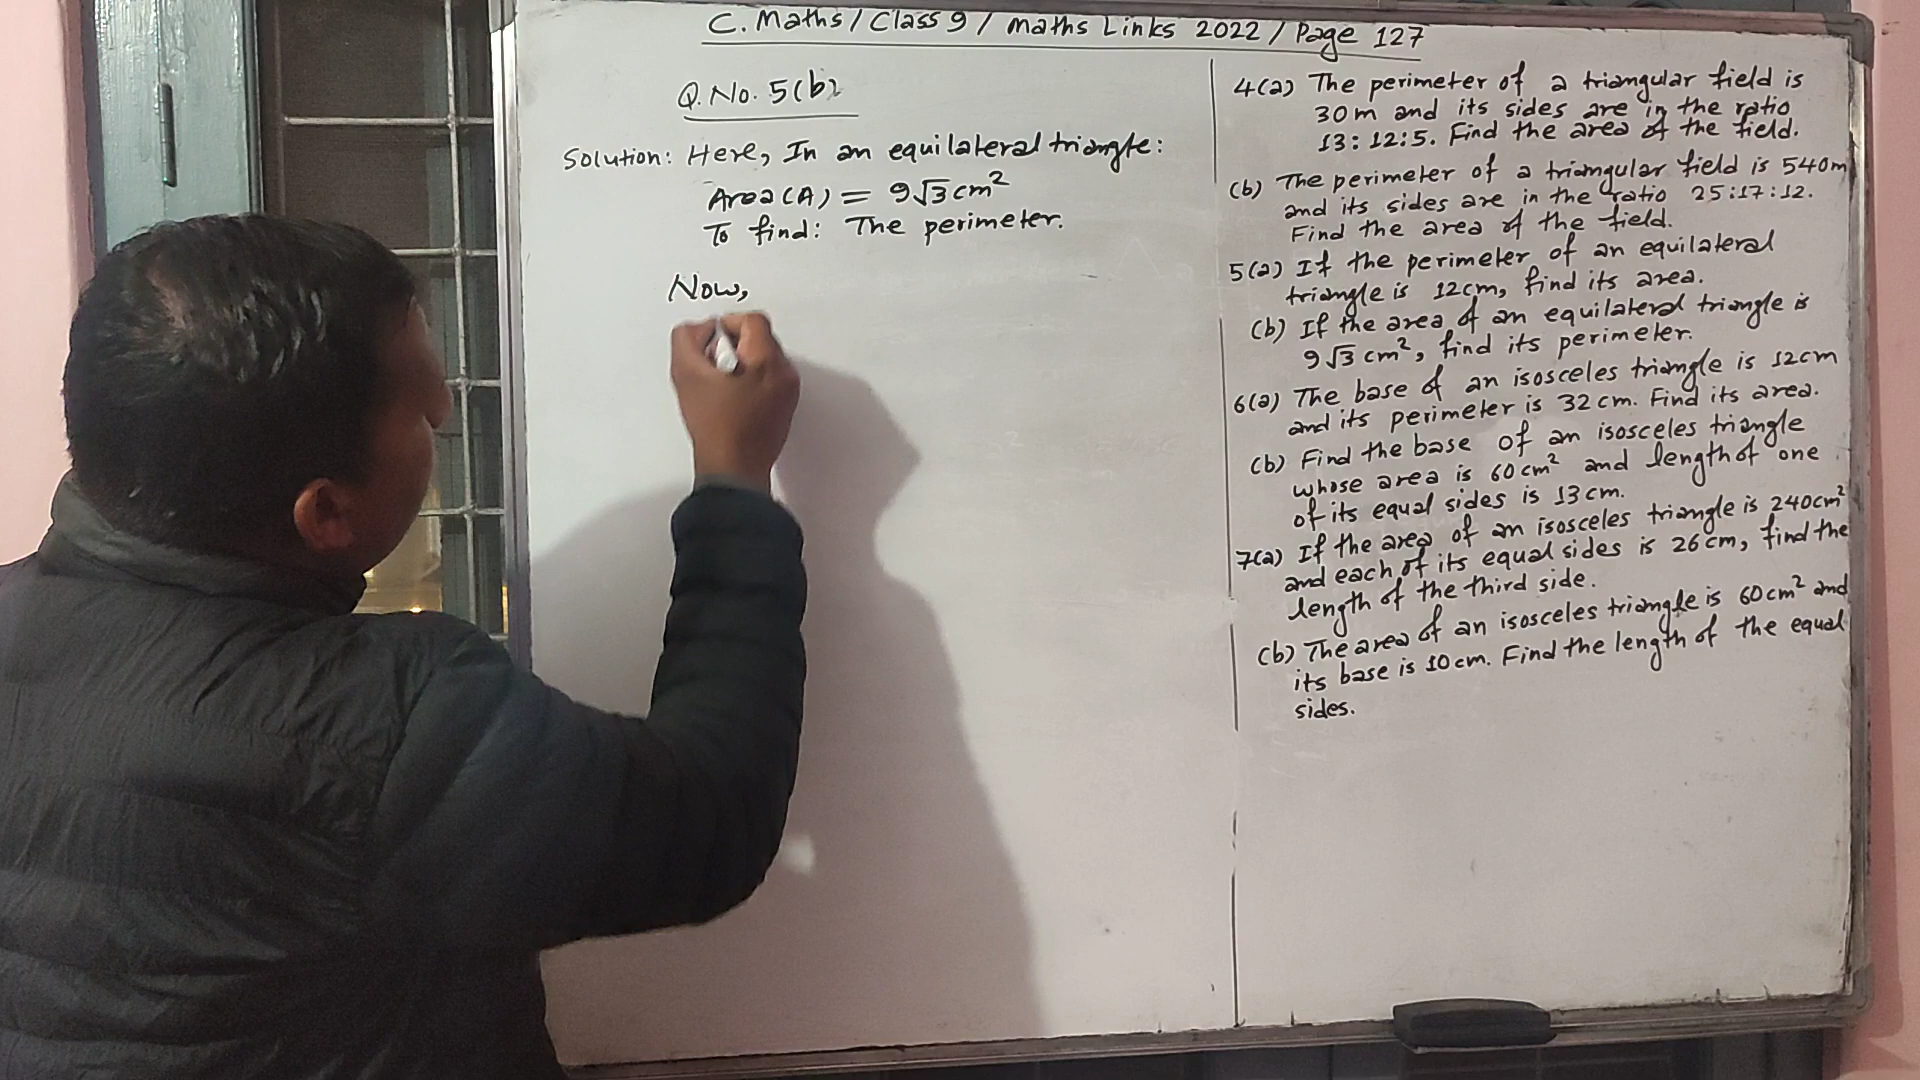 C. Maths / Class 9 / Maths Links 2022 / Page 127
Q. No. 5(b)
Solution: Here, In an equilateral triangle:
Area (A) = 9√3 cm²
To find: The perimeter.
Now,
4(a) The perimeter of a triangular field is
30m and its sides are in the ratio
13:12:5. Find the area of the field.
(b) The perimeter of a triangular field is 540m
and its sides are in the ratio 25:17:12.
Find the area of the field.
5(a) If the perimeter of an equilateral
triangle is 12cm, find its area.
(b) If the area of an equilateral triangle is
9√3 cm², find its perimeter.
6(a) The base of an isosceles triangle is 12cm
and its perimeter is 32cm. Find its area.
(b) Find the base of an isosceles triangle
whose area is 60cm² and length of one
of its equal sides is 13cm.
7(a) If the area of an isosceles triangle is 240cm²
and each of its equal sides is 26cm, find the
length of the third side.
(b) The area of an isosceles triangle is 60cm² and
its base is 10cm. Find the length of the equal
sides.